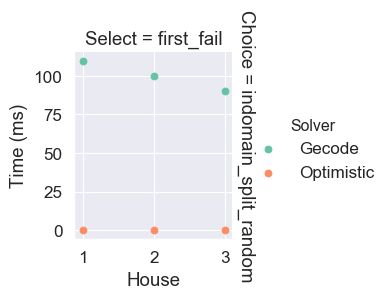 Select = first_fail
Choice = indomain_split_random
Time (ms)
100
75
50
25
0
1 2 3
House
Solver
Gecode
Optimistic